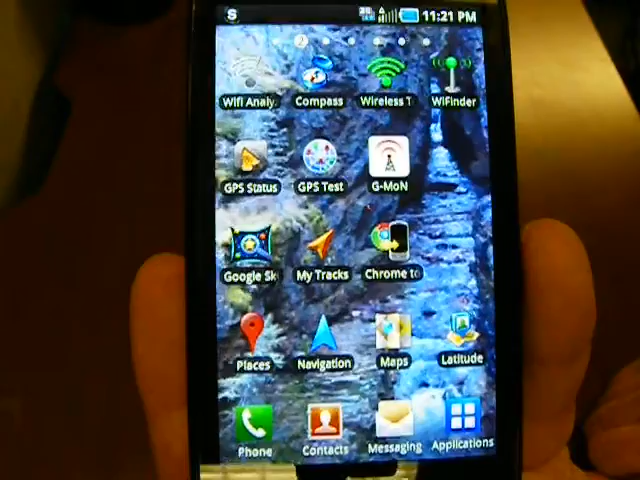 S 11:21 PM
2
Wifi Analy. Compass Wireless T WiFinder
GPS Status GPS Test G-MoN
Google Sk My Tracks Chrome to
Places Navigation Maps Latitude
Phone Contacts Messaging Applications